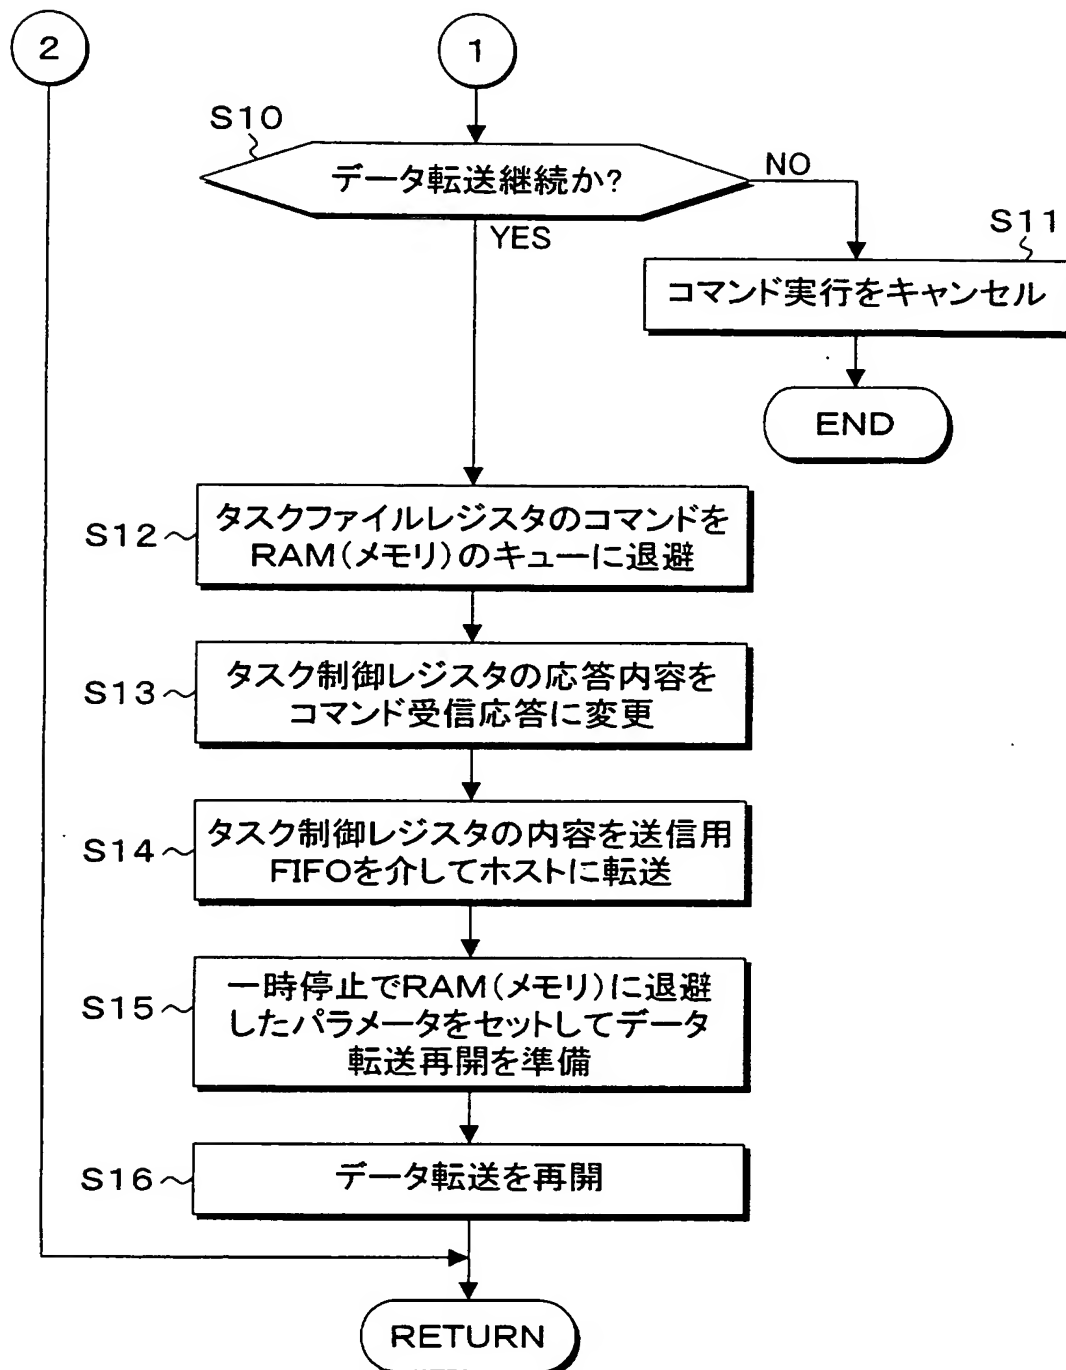 2
1
S10
データ転送継続か?
NO
YES
S11
コマンド実行をキャンセル
END
S12
タスクファイルレジスタのコマンドを
RAM(メモリ)のキューに退避
S13
タスク制御レジスタの応答内容を
コマンド受信応答に変更
S14
タスク制御レジスタの内容を送信用
FIFOを介してホストに転送
S15
一時停止でRAM(メモリ)に退避
したパラメータをセットしてデータ
転送再開を準備
S16
データ転送を再開
RETURN